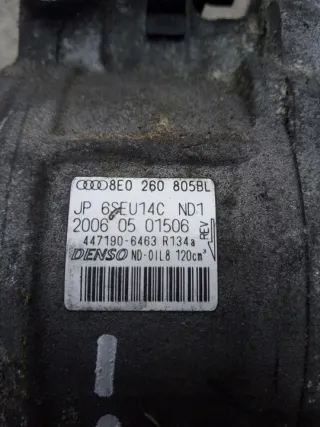 8E0 260 805BL
JP 6SEU14C ND1
2006 05 01506
REV
447190-6463 R134a
DENSO ND-OIL8 120cm³